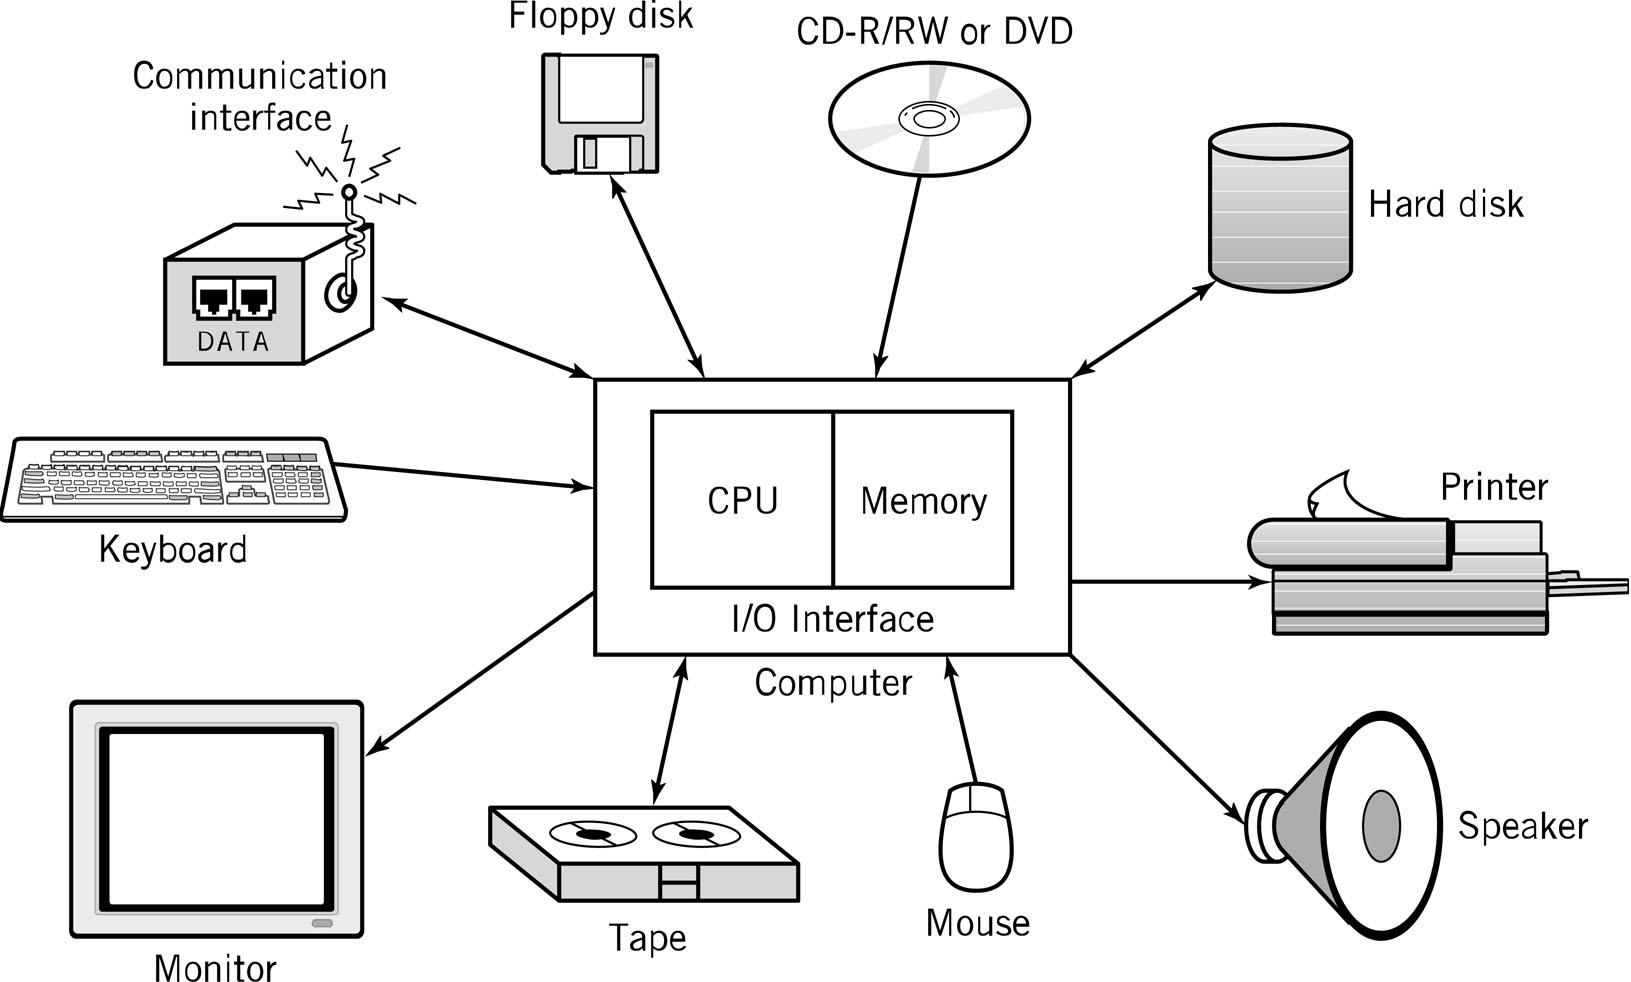 Floppy disk
CD-R/RW or DVD
Communication
interface
Hard disk
DATA
CPU
Memory
Printer
Keyboard
I/O Interface
Computer
Speaker
Mouse
Tape
Monitor